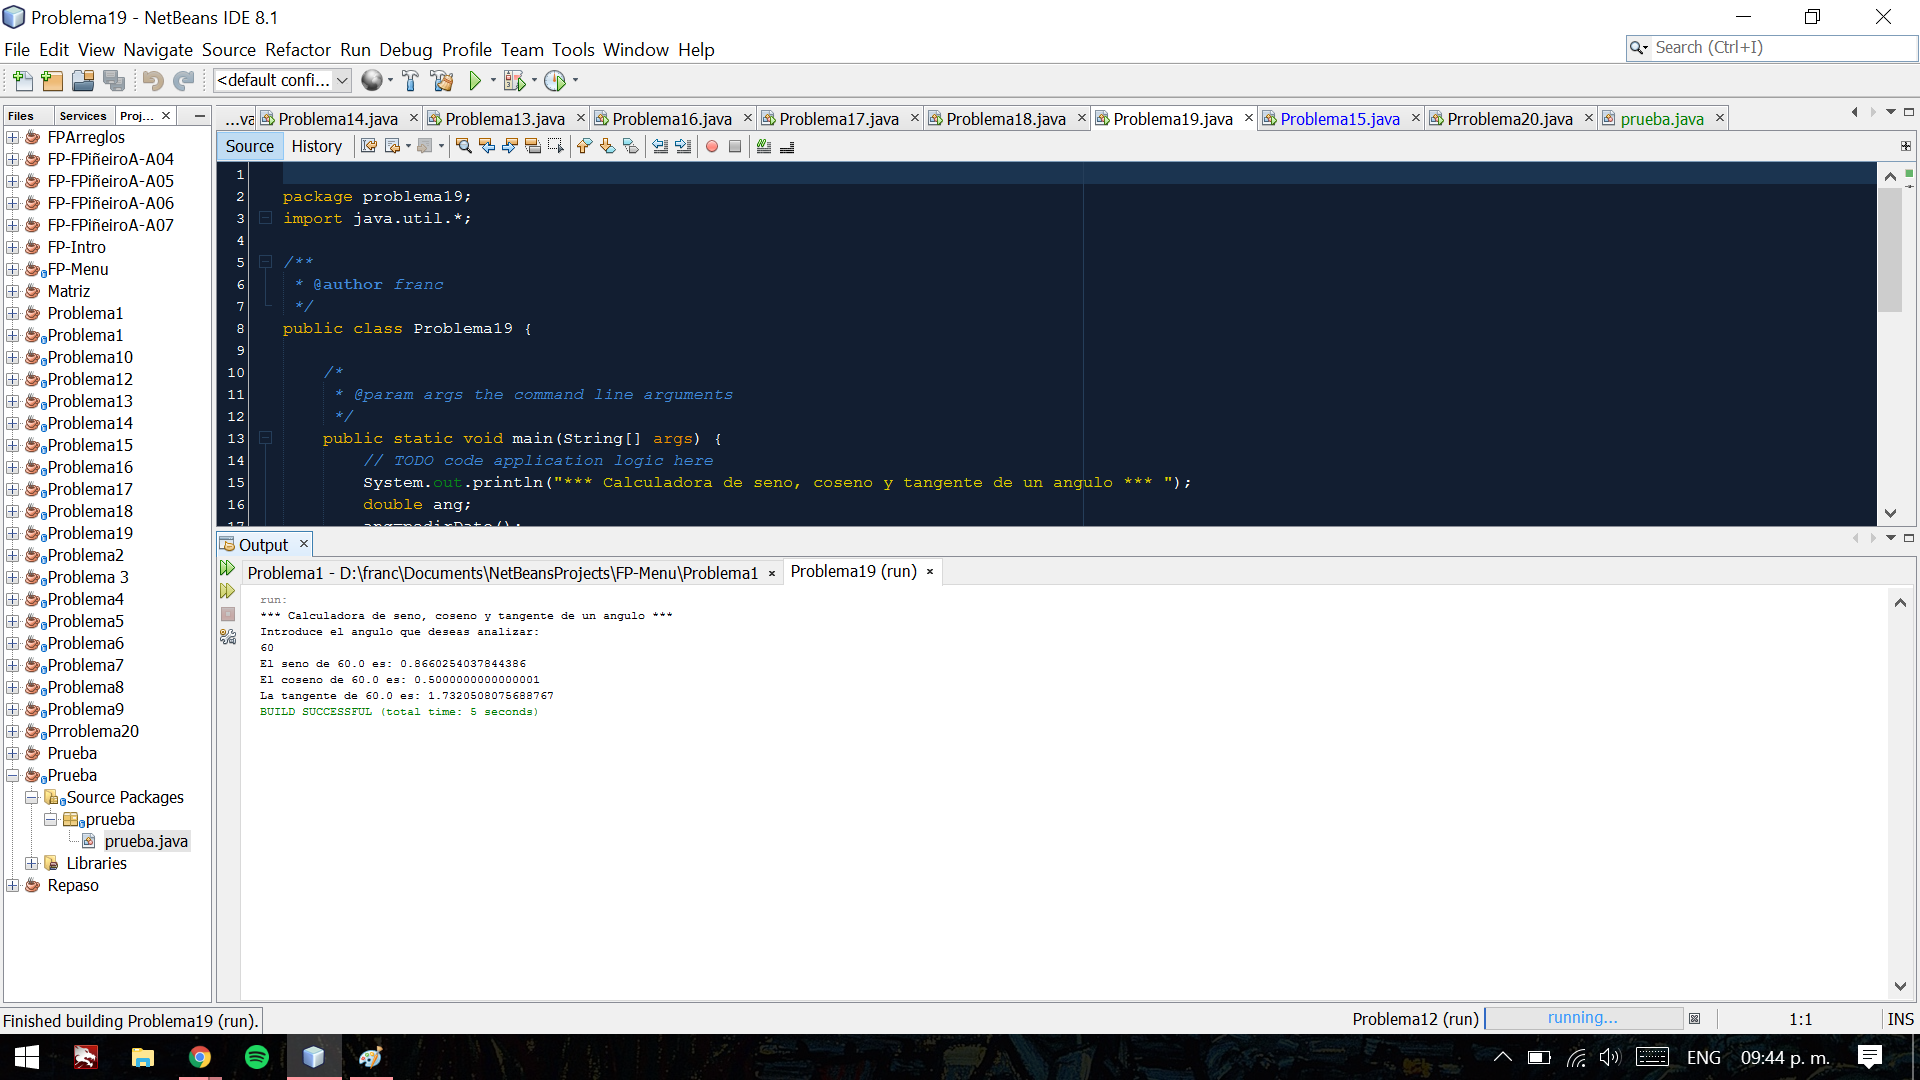 Problema19 - NetBeans IDE 8.1
File Edit View Navigate Source Refactor Run Debug Profile Team Tools Window Help
Search (Ctrl+I)
<default confi...
Files Services Proj...
...va Problema14.java Problema13.java Problema16.java Problema17.java Problema18.java Problema19.java Problema15.java Prroblema20.java prueba.java
Source History
FPArreglos
FP-FPiñeiroA-A04
FP-FPiñeiroA-A05
FP-FPiñeiroA-A06
FP-FPiñeiroA-A07
FP-Intro
FP-Menu
Matriz
Problema1
Problema1
Problema10
Problema12
Problema13
Problema14
Problema15
Problema16
Problema17
Problema18
Problema19
Problema2
Problema 3
Problema4
Problema5
Problema6
Problema7
Problema8
Problema9
Prroblema20
Prueba
Prueba
Source Packages
prueba
prueba.java
Libraries
Repaso
1
2 package problema19;
3 import java.util.*;
4
5 /**
6 * @author franc
7 */
8 public class Problema19 {
9
10 /*
11 * @param args the command line arguments
12 */
13 public static void main(String[] args) {
14 // TODO code application logic here
15 System.out.println("*** Calculadora de seno, coseno y tangente de un angulo *** ");
16 double ang;
17 ang=pedirDato();
Output
Problema1 - D:\franc\Documents\NetBeansProjects\FP-Menu\Problema1 Problema19 (run)
run:
*** Calculadora de seno, coseno y tangente de un angulo ***
Introduce el angulo que deseas analizar:
60
El seno de 60.0 es: 0.8660254037844386
El coseno de 60.0 es: 0.5000000000000001
La tangente de 60.0 es: 1.7320508075688767
BUILD SUCCESSFUL (total time: 5 seconds)
Finished building Problema19 (run).
Problema12 (run) running... 1:1 INS
ENG 09:44 p. m.